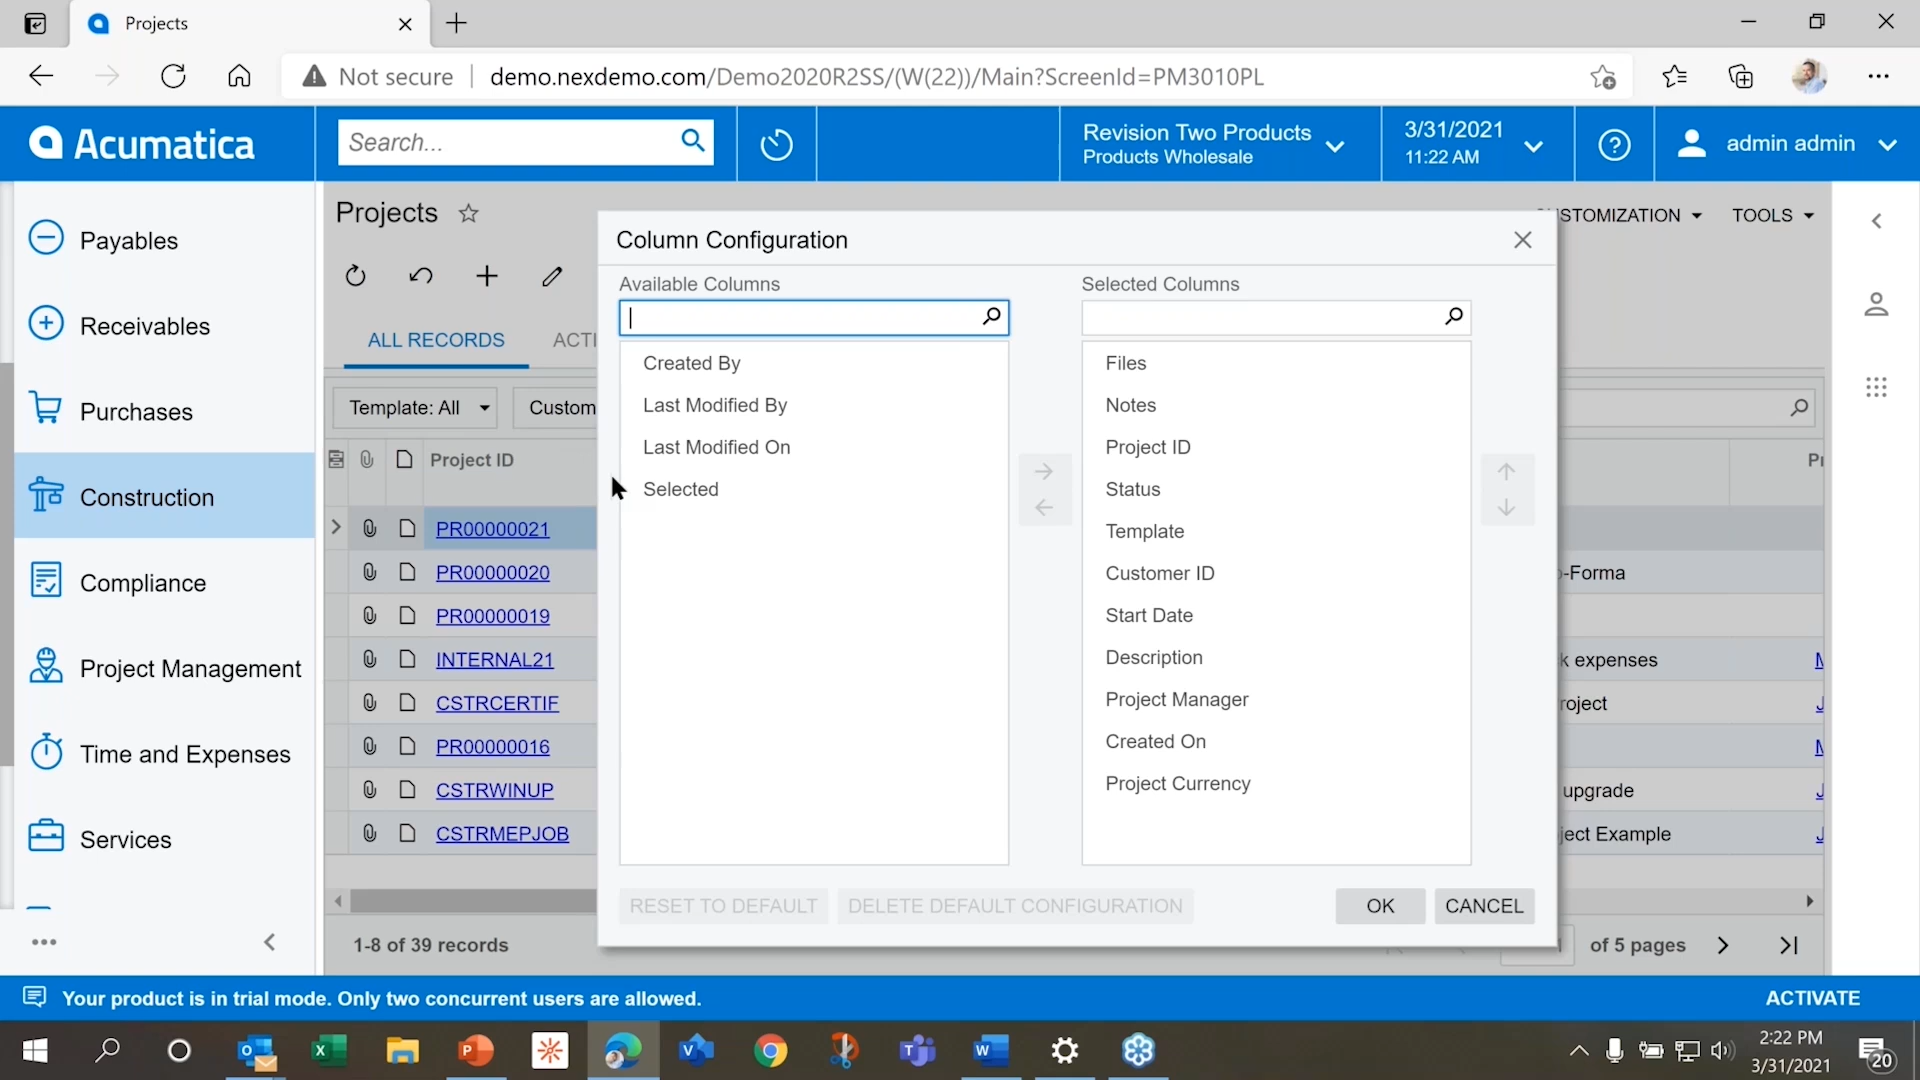 Projects
Not secure
demo.nexdemo.com/Demo2020R2SS/(W(22))/Main?ScreenId=PM3010PL
Acumatica
Search...
Revision Two Products
Products Wholesale
3/31/2021
11:22 AM
admin admin
Payables
Receivables
Purchases
Construction
Compliance
Project Management
Time and Expenses
Services
Projects
CUSTOMIZATION
TOOLS
ALL RECORDS
ACTI
Template: All
Custom
Project ID
PR00000021
PR00000020
PR00000019
INTERNAL21
CSTRCERTIF
PR00000016
CSTRWINUP
CSTRMEPJOB
1-8 of 39 records
Column Configuration
Available Columns
Created By
Last Modified By
Last Modified On
Selected
Selected Columns
Files
Notes
Project ID
Status
Template
Customer ID
Start Date
Description
Project Manager
Created On
Project Currency
RESET TO DEFAULT
DELETE DEFAULT CONFIGURATION
OK
CANCEL
-Forma
k expenses
roject
upgrade
ject Example
of 5 pages
Your product is in trial mode. Only two concurrent users are allowed.
ACTIVATE
2:22 PM
3/31/2021
20